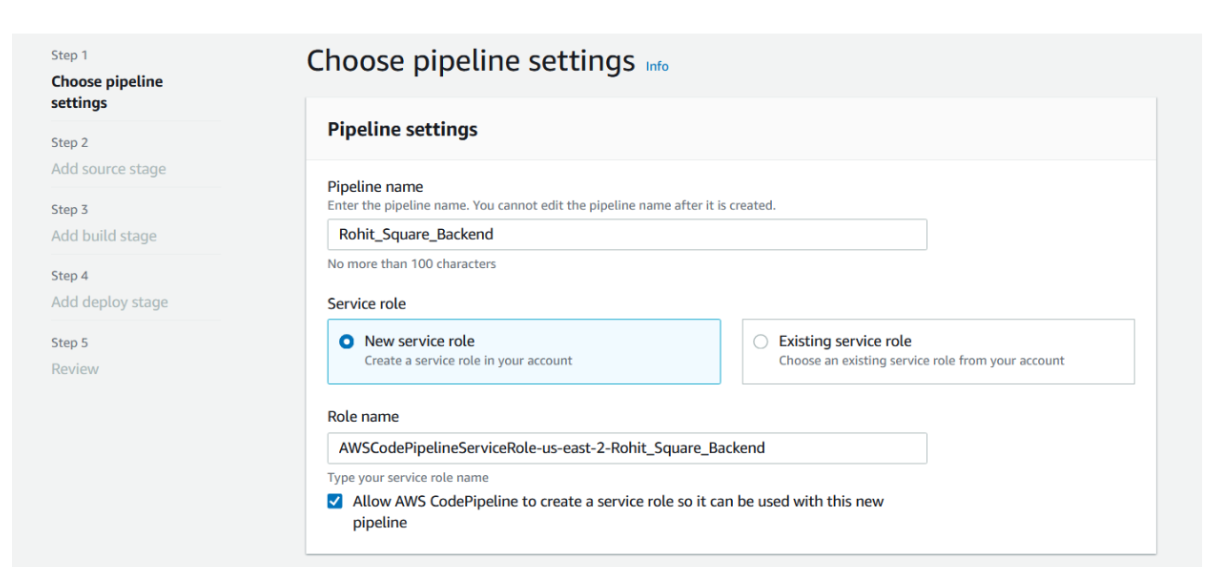 Step 1
Choose pipeline
settings
Step 2
Add source stage
Step 3
Add build stage
Step 4
Add deploy stage
Step 5
Review
Choose pipeline settings Info
Pipeline settings
Pipeline name
Enter the pipeline name. You cannot edit the pipeline name after it is created.
Rohit_Square_Backend
No more than 100 characters
Service role
New service role
Create a service role in your account
Existing service role
Choose an existing service role from your account
Role name
AWSCodePipelineServiceRole-us-east-2-Rohit_Square_Backend
Type your service role name
Allow AWS CodePipeline to create a service role so it can be used with this new
pipeline